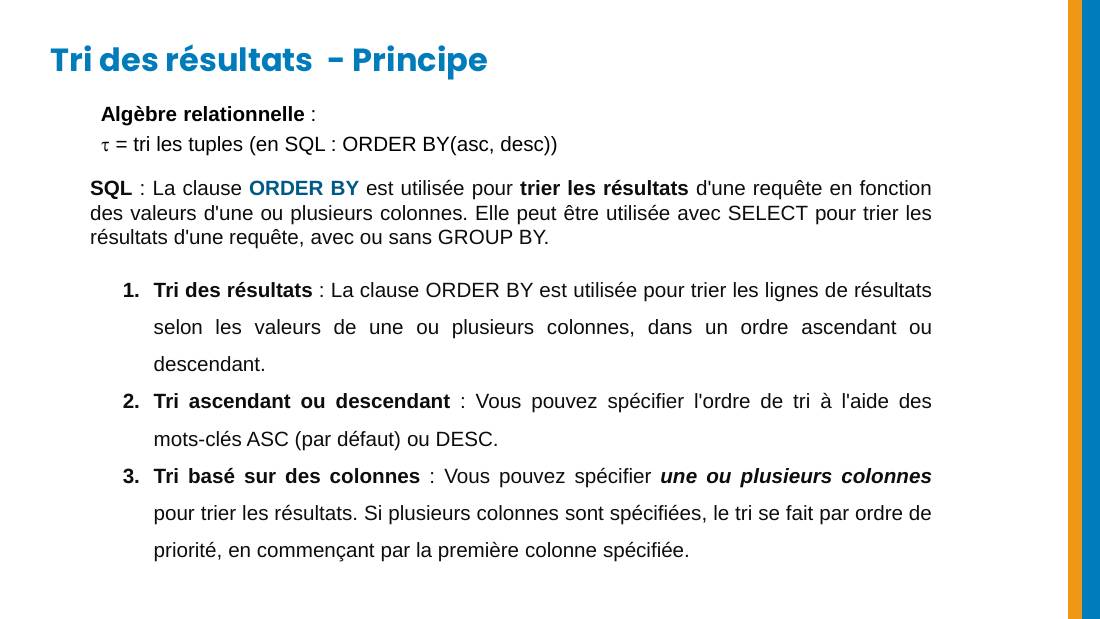 Tri des résultats  - Principe
Algèbre relationnelle :
τ = tri les tuples (en SQL : ORDER BY(asc, desc))
SQL : La clause ORDER BY est utilisée pour trier les résultats d'une requête en fonction
des valeurs d'une ou plusieurs colonnes. Elle peut être utilisée avec SELECT pour trier les
résultats d'une requête, avec ou sans GROUP BY.
1. Tri des résultats : La clause ORDER BY est utilisée pour trier les lignes de résultats
selon les valeurs de une ou plusieurs colonnes, dans un ordre ascendant ou
descendant.
2. Tri ascendant ou descendant : Vous pouvez spécifier l'ordre de tri à l'aide des
mots-clés ASC (par défaut) ou DESC.
3. Tri basé sur des colonnes : Vous pouvez spécifier une ou plusieurs colonnes
pour trier les résultats. Si plusieurs colonnes sont spécifiées, le tri se fait par ordre de
priorité, en commençant par la première colonne spécifiée.